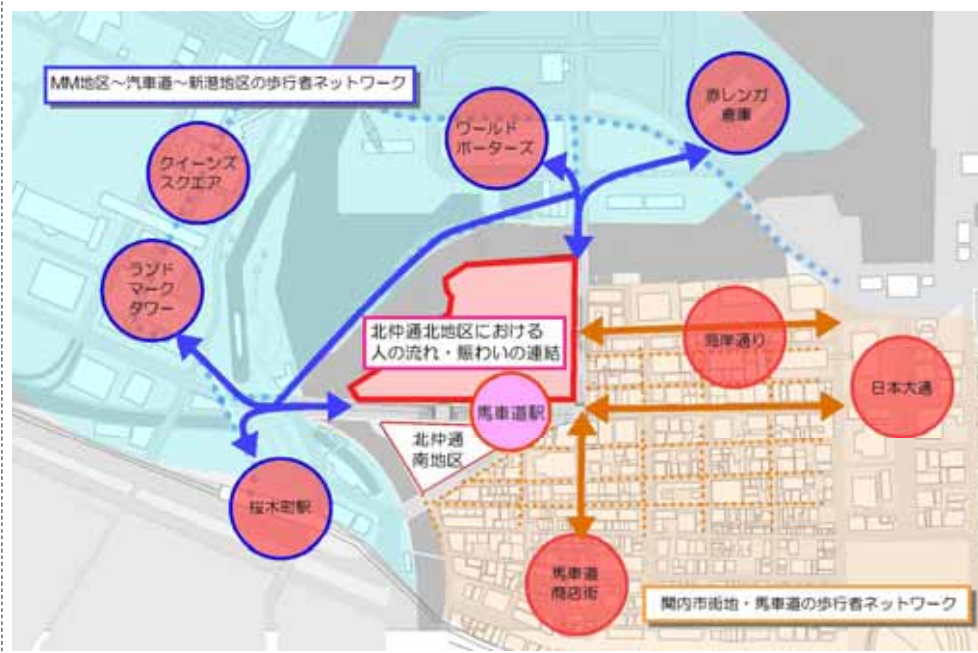 MM地区～汽車道～新港地区の歩行者ネットワーク
赤レンガ
倉庫
ワールド
ポーターズ
クイーンズ
スクエア
ランド
マーク
タワー
北仲通北地区における
人の流れ・賑わいの連結
海岸通り
日本大通
馬車道駅
北仲通
南地区
桜木町駅
馬車道
商店街
関内市街地・馬車道の歩行者ネットワーク